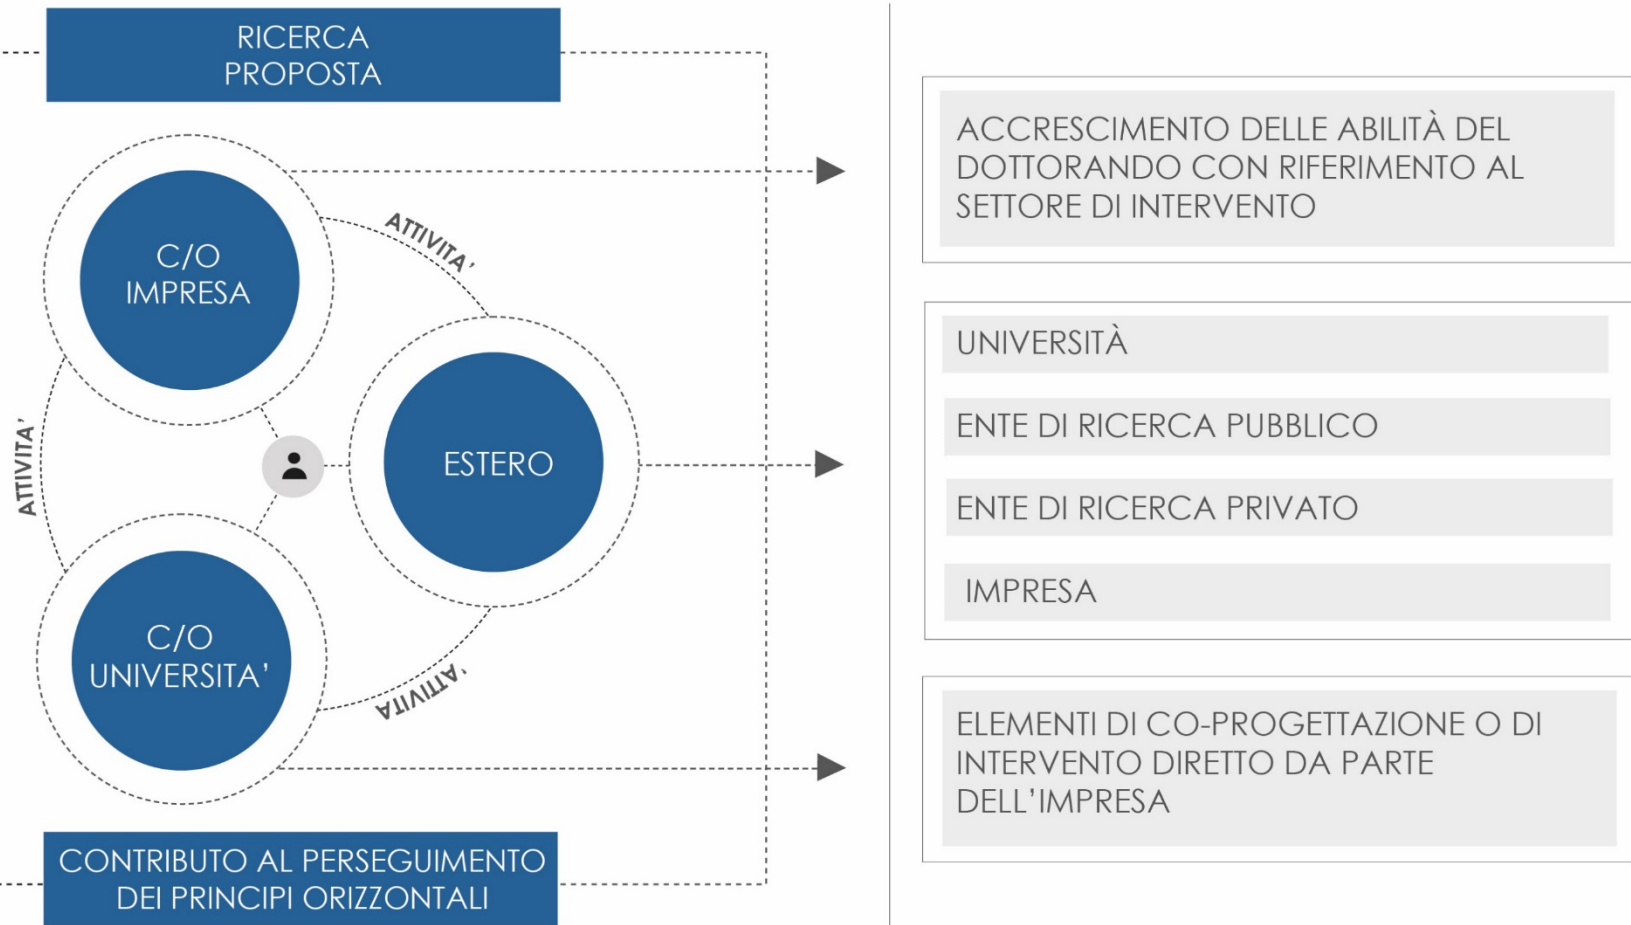 RICERCA
PROPOSTA
C/O
IMPRESA
ATTIVITA'
ESTERO
ATTIVITA'
C/O
UNIVERSITA'
ATTIVITA'
CONTRIBUTO AL PERSEGUIMENTO
DEI PRINCIPI ORIZZONTALI
ACCRESCIMENTO DELLE ABILITÀ DEL
DOTTORANDO CON RIFERIMENTO AL
SETTORE DI INTERVENTO
UNIVERSITÀ
ENTE DI RICERCA PUBBLICO
ENTE DI RICERCA PRIVATO
IMPRESA
ELEMENTI DI CO-PROGETTAZIONE O DI
INTERVENTO DIRETTO DA PARTE
DELL'IMPRESA